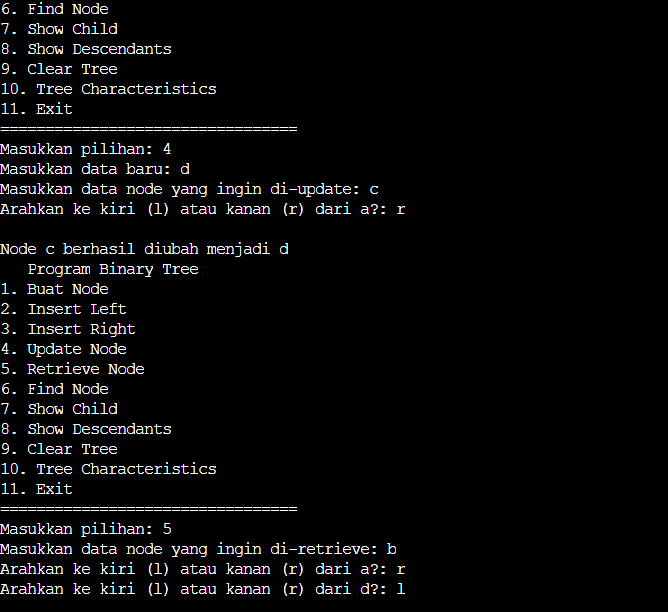 6. Find Node
7. Show Child
8. Show Descendants
9. Clear Tree
10. Tree Characteristics
11. Exit
=================================
Masukkan pilihan: 4
Masukkan data baru: d
Masukkan data node yang ingin di-update: c
Arahkan ke kiri (l) atau kanan (r) dari a?: r
Node c berhasil diubah menjadi d
Program Binary Tree
1. Buat Node
2. Insert Left
3. Insert Right
4. Update Node
5. Retrieve Node
6. Find Node
7. Show Child
8. Show Descendants
9. Clear Tree
10. Tree Characteristics
11. Exit
=================================
Masukkan pilihan: 5
Masukkan data node yang ingin di-retrieve: b
Arahkan ke kiri (l) atau kanan (r) dari a?: r
Arahkan ke kiri (l) atau kanan (r) dari d?: l